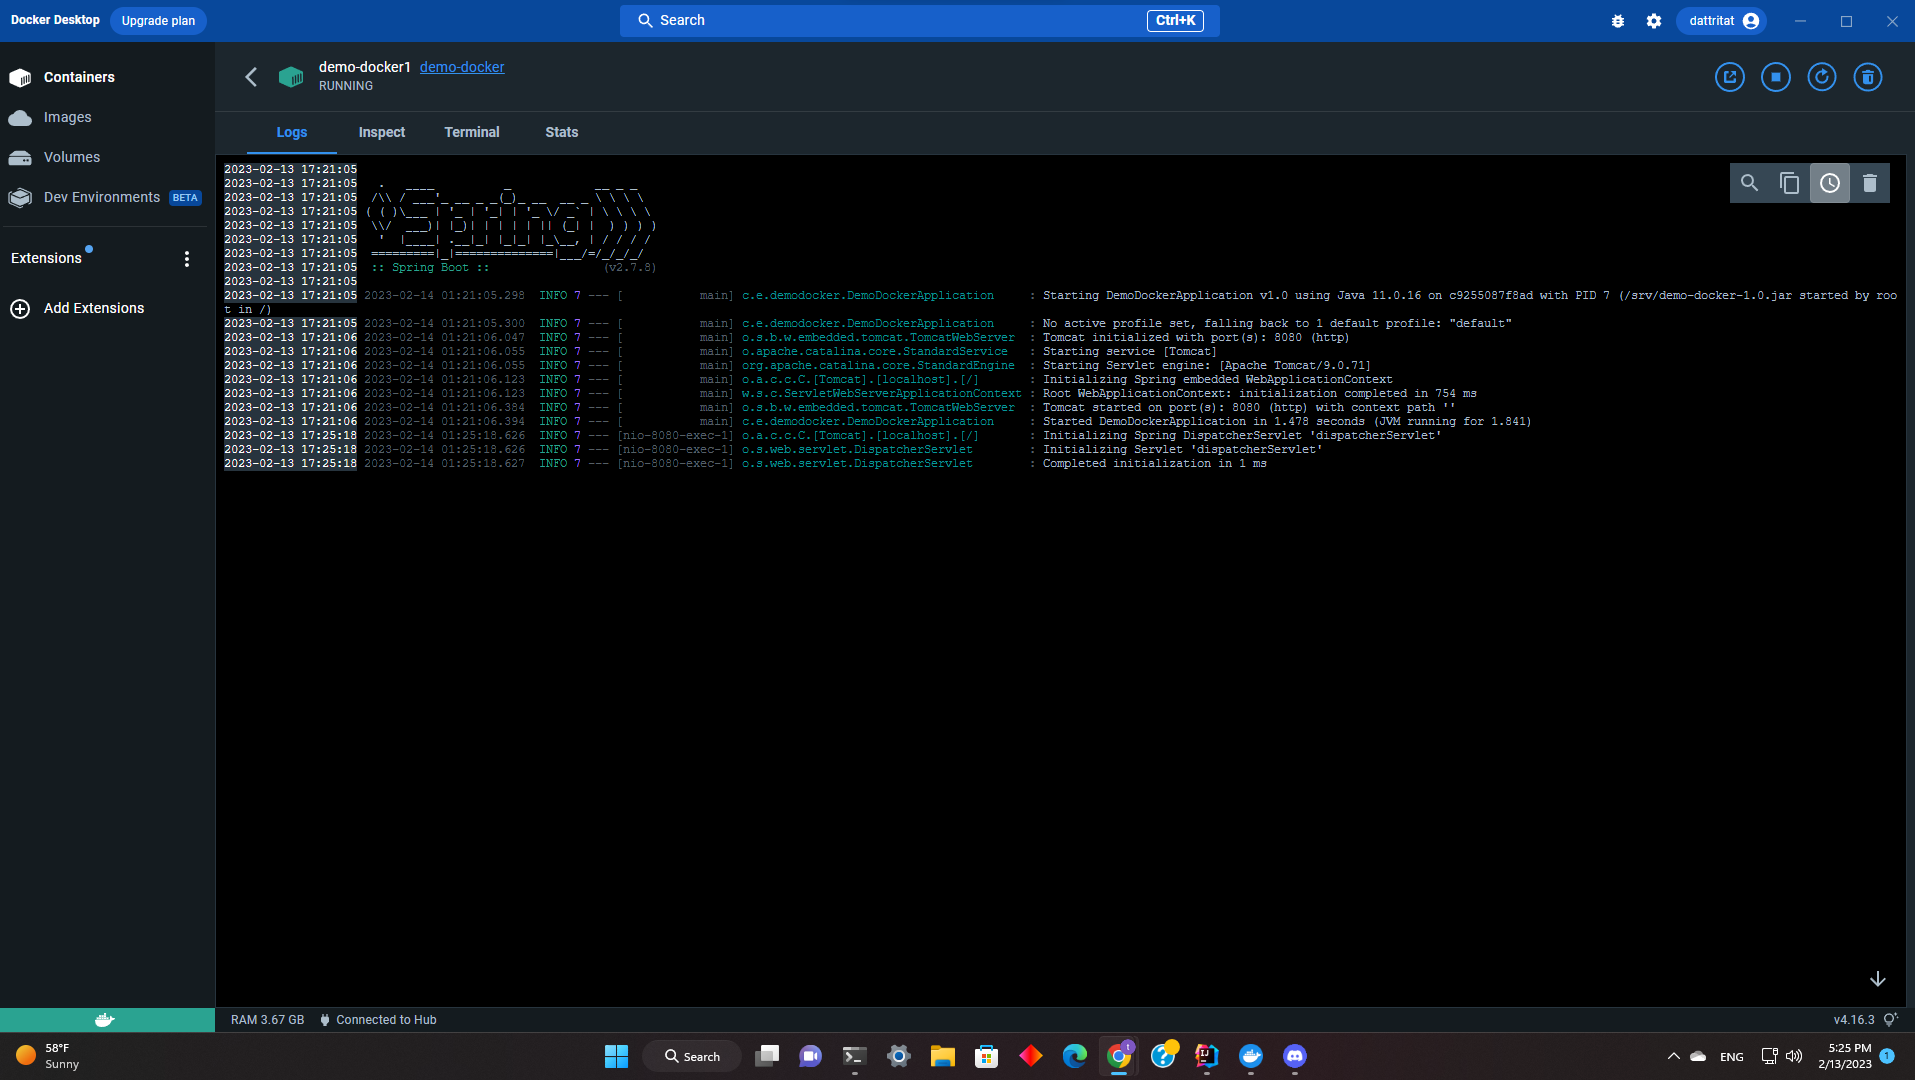 Docker Desktop
Upgrade plan
Search
Ctrl+K
dattritat
Containers
Images
Volumes
Dev Environments BETA
Extensions
Add Extensions
demo-docker1 demo-docker
RUNNING
Logs Inspect Terminal Stats
2023-02-13 17:21:05
2023-02-13 17:21:05   .   ____          _            __ _ _
2023-02-13 17:21:05  /\\ / ___'_ __ _ _(_)_ __  __ _ \ \ \ \
2023-02-13 17:21:05 ( ( )\___ | '_ | '_| | '_ \/ _` | \ \ \ \
2023-02-13 17:21:05  \\/  ___)| |_)| | | | | || (_| |  ) ) ) )
2023-02-13 17:21:05   '  |____| .__|_| |_|_| |_\__, | / / / /
2023-02-13 17:21:05  =========|_|==============|___/=/_/_/_/
2023-02-13 17:21:05  :: Spring Boot ::                (v2.7.8)
2023-02-13 17:21:05
2023-02-13 17:21:05 2023-02-14 01:21:05.298  INFO 7 --- [           main] c.e.demodocker.DemoDockerApplication     : Starting DemoDockerApplication v1.0 using Java 11.0.16 on c9255087f8ad with PID 7 (/srv/demo-docker-1.0.jar started by roo
t in /)
2023-02-13 17:21:05 2023-02-14 01:21:05.300  INFO 7 --- [           main] c.e.demodocker.DemoDockerApplication     : No active profile set, falling back to 1 default profile: "default"
2023-02-13 17:21:06 2023-02-14 01:21:06.047  INFO 7 --- [           main] o.s.b.w.embedded.tomcat.TomcatWebServer  : Tomcat initialized with port(s): 8080 (http)
2023-02-13 17:21:06 2023-02-14 01:21:06.055  INFO 7 --- [           main] o.apache.catalina.core.StandardService   : Starting service [Tomcat]
2023-02-13 17:21:06 2023-02-14 01:21:06.055  INFO 7 --- [           main] org.apache.catalina.core.StandardEngine  : Starting Servlet engine: [Apache Tomcat/9.0.71]
2023-02-13 17:21:06 2023-02-14 01:21:06.123  INFO 7 --- [           main] o.a.c.c.C.[Tomcat].[localhost].[/]       : Initializing Spring embedded WebApplicationContext
2023-02-13 17:21:06 2023-02-14 01:21:06.123  INFO 7 --- [           main] w.s.c.ServletWebServerApplicationContext : Root WebApplicationContext: initialization completed in 754 ms
2023-02-13 17:21:06 2023-02-14 01:21:06.384  INFO 7 --- [           main] o.s.b.w.embedded.tomcat.TomcatWebServer  : Tomcat started on port(s): 8080 (http) with context path ''
2023-02-13 17:21:06 2023-02-14 01:21:06.394  INFO 7 --- [           main] c.e.demodocker.DemoDockerApplication     : Started DemoDockerApplication in 1.478 seconds (JVM running for 1.841)
2023-02-13 17:25:18 2023-02-14 01:25:18.626  INFO 7 --- [nio-8080-exec-1] o.a.c.c.C.[Tomcat].[localhost].[/]       : Initializing Spring DispatcherServlet 'dispatcherServlet'
2023-02-13 17:25:18 2023-02-14 01:25:18.626  INFO 7 --- [nio-8080-exec-1] o.s.web.servlet.DispatcherServlet        : Initializing Servlet 'dispatcherServlet'
2023-02-13 17:25:18 2023-02-14 01:25:18.627  INFO 7 --- [nio-8080-exec-1] o.s.web.servlet.DispatcherServlet        : Completed initialization in 1 ms
RAM 3.67 GB Connected to Hub
v4.16.3
58°F
Sunny
Search
ENG
5:25 PM
2/13/2023
1